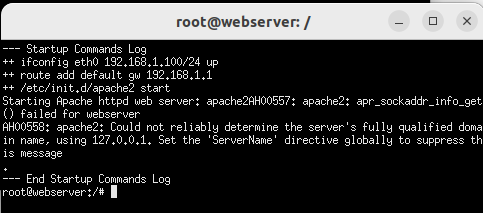 root@webserver: /
--- Startup Commands Log
++ ifconfig eth0 192.168.1.100/24 up
++ route add default gw 192.168.1.1
++ /etc/init.d/apache2 start
Starting Apache httpd web server: apache2AH00557: apache2: apr_sockaddr_info_get
() failed for webserver
AH00558: apache2: Could not reliably determine the server's fully qualified doma
in name, using 127.0.0.1. Set the 'ServerName' directive globally to suppress th
is message
.
--- End Startup Commands Log
root@webserver:/#